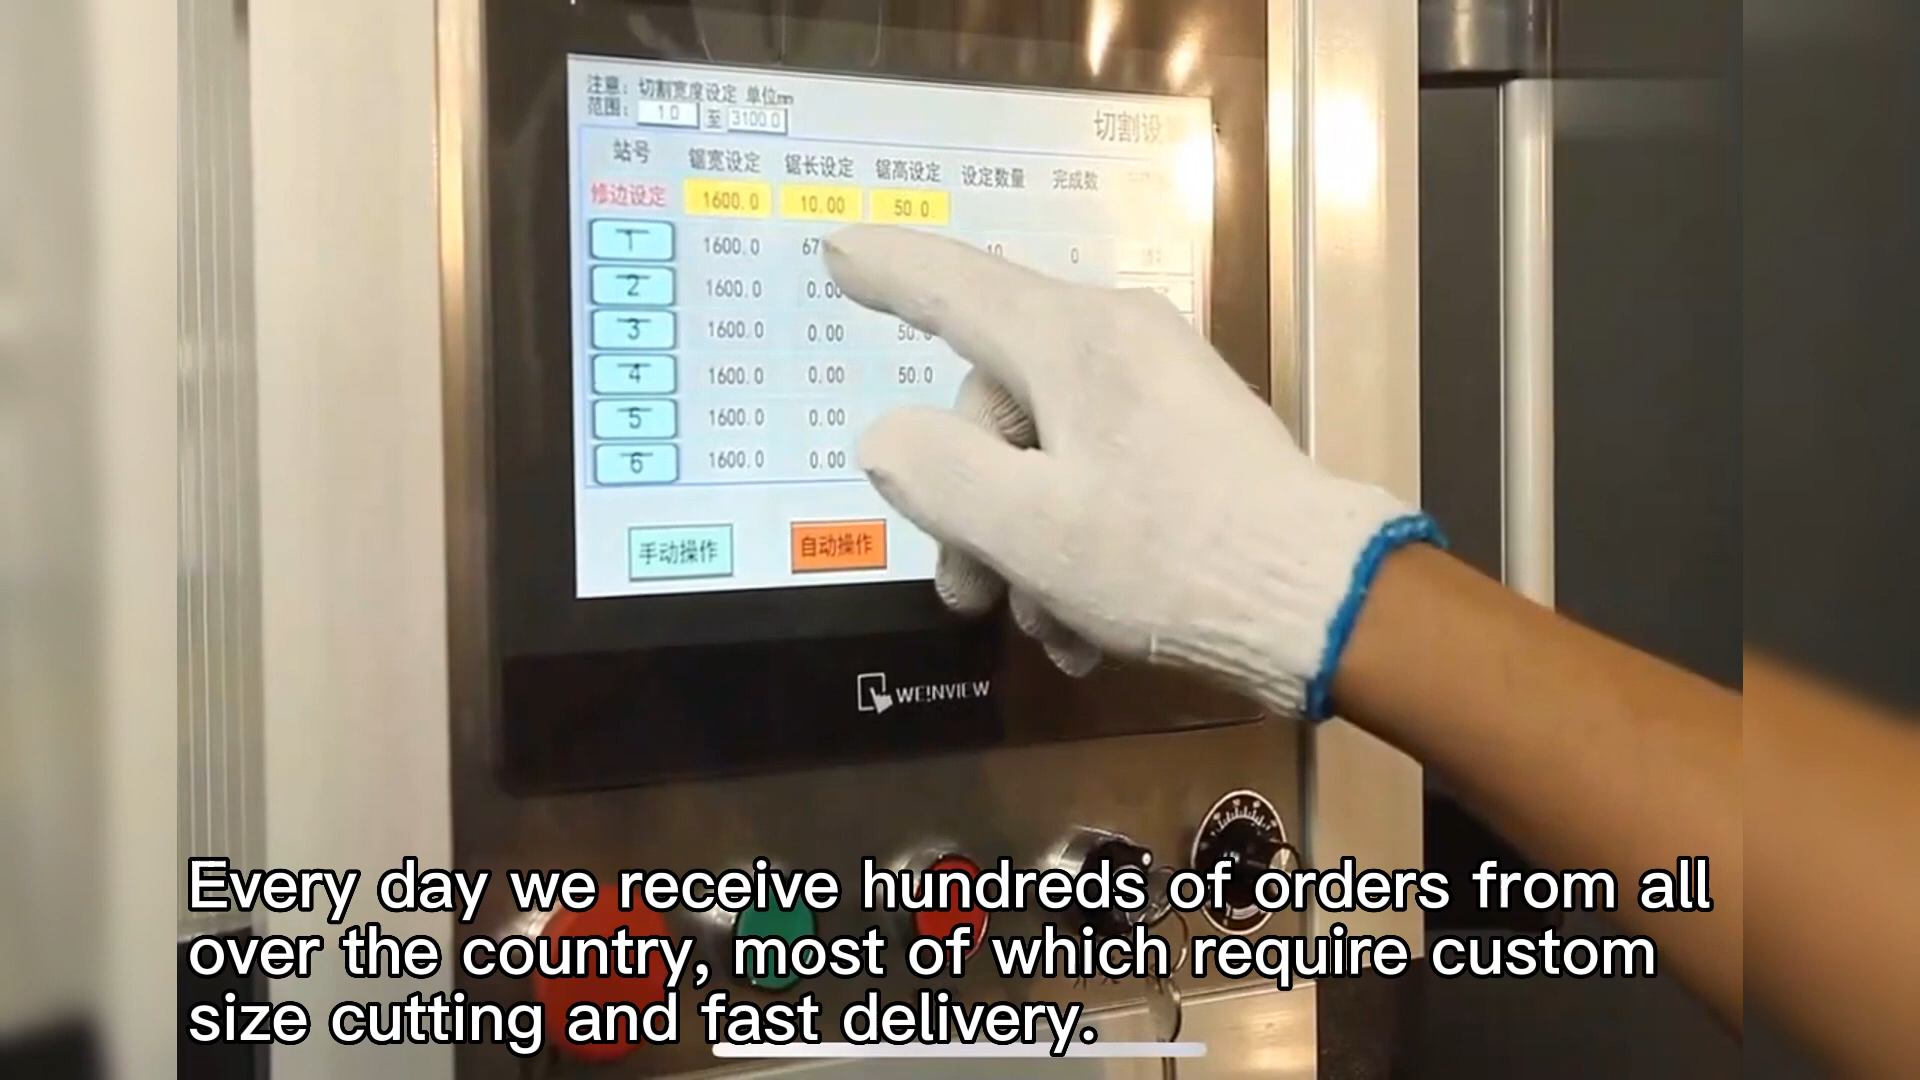 注意: 切割宽度设定 单位mm
范围: 10 至 3100.0
切割设
站号 锯宽设定 锯长设定 锯高设定 设定数量 完成数
修边设定 1600.0 10.00 50.0
1 1600.0 67 10 0
2 1600.0 0.00
3 1600.0 0.00 50.0
4 1600.0 0.00 50.0
5 1600.0 0.00
6 1600.0 0.00
手动操作 自动操作
WE!NVIEW
Every day we receive hundreds of orders from all
over the country, most of which require custom
size cutting and fast delivery.